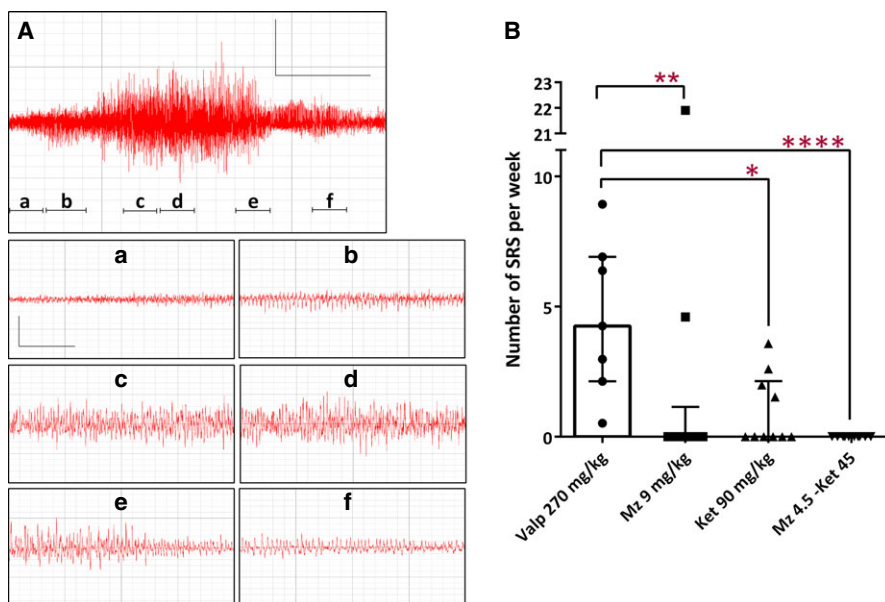 A
a b c d e f
a
b
c
d
e
f
B
Number of SRS per week
23
22
21
10
5
0
**
****
*
Valp 270 mg/kg
Mz 9 mg/kg
Ket 90 mg/kg
Mz 4.5 -Ket 45